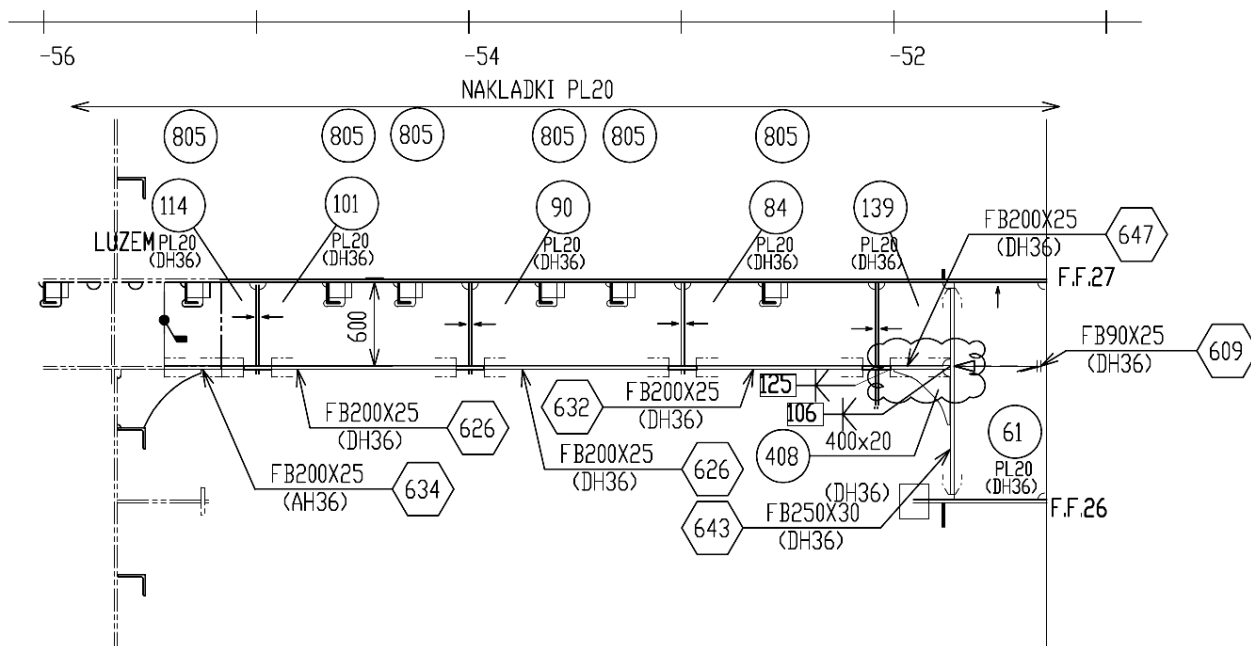 -56
-54
-52
NAKLADKI PL20
805
805
805
805
805
805
114
101
90
84
139
FB200X25
(DH36)
647
LUZEM
PL20
(DH36)
PL20
(DH36)
PL20
(DH36)
PL20
(DH36)
PL20
(DH36)
F.F.27
600
FB90X25
(DH36)
609
125
FB200X25
(DH36)
626
632
FB200X25
(DH36)
106
400x20
408
61
PL20
(DH36)
FB200X25
(AH36)
634
FB200X25
(DH36)
626
(DH36)
643
FB250X30
(DH36)
F.F.26